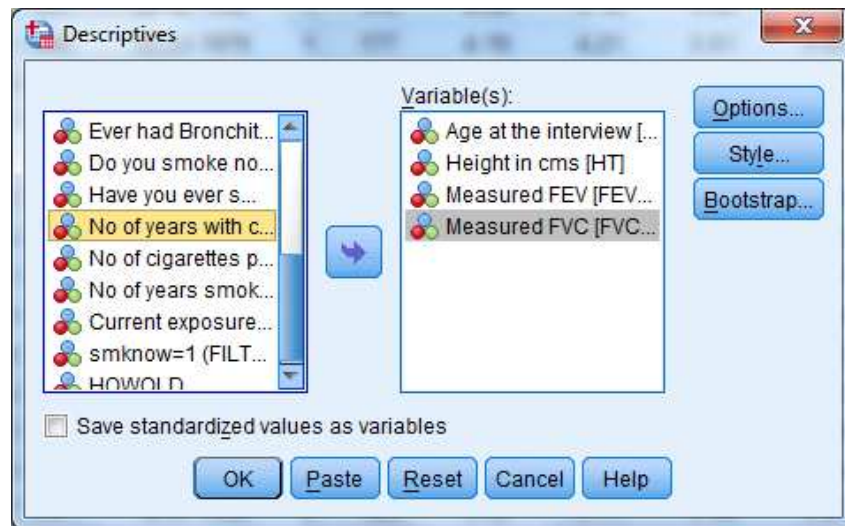 Descriptives
Variable(s):
Ever had Bronchit...
Do you smoke no...
Have you ever s...
No of years with c...
No of cigarettes p...
No of years smok...
Current exposure...
smknow=1 (FILT...
HOWOLD
Age at the interview [...
Height in cms [HT]
Measured FEV [FEV...
Measured FVC [FVC...
Options...
Style...
Bootstrap...
Save standardized values as variables
OK
Paste
Reset
Cancel
Help